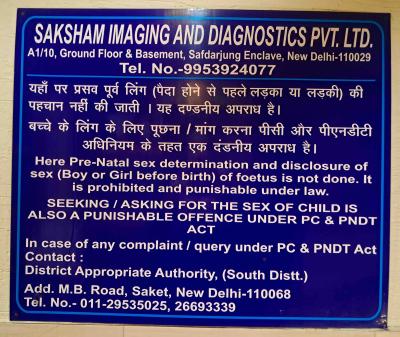 SAKSHAM IMAGING AND DIAGNOSTICS PVT. LTD.
A1/10, Ground Floor & Basement, Safdarjung Enclave, New Delhi-110029
Tel. No.-9953924077
यहाँ पर प्रसव पूर्व लिंग (पैदा होने से पहले लड़का या लड़की) की
पहचान नहीं की जाती । यह दण्डनीय अपराध है।
बच्चे के लिंग के लिए पूछना / मांग करना पीसी और पीएनडीटी
अधिनियम के तहत एक दंडनीय अपराध है।
Here Pre-Natal sex determination and disclosure of
sex (Boy or Girl before birth) of foetus is not done. It
is prohibited and punishable under law.
SEEKING / ASKING FOR THE SEX OF CHILD IS
ALSO A PUNISHABLE OFFENCE UNDER PC & PNDT
ACT
In case of any complaint / query under PC & PNDT Act
Contact :
District Appropriate Authority, (South Distt.)
Add. M.B. Road, Saket, New Delhi-110068
Tel. No.- 011-29535025, 26693339